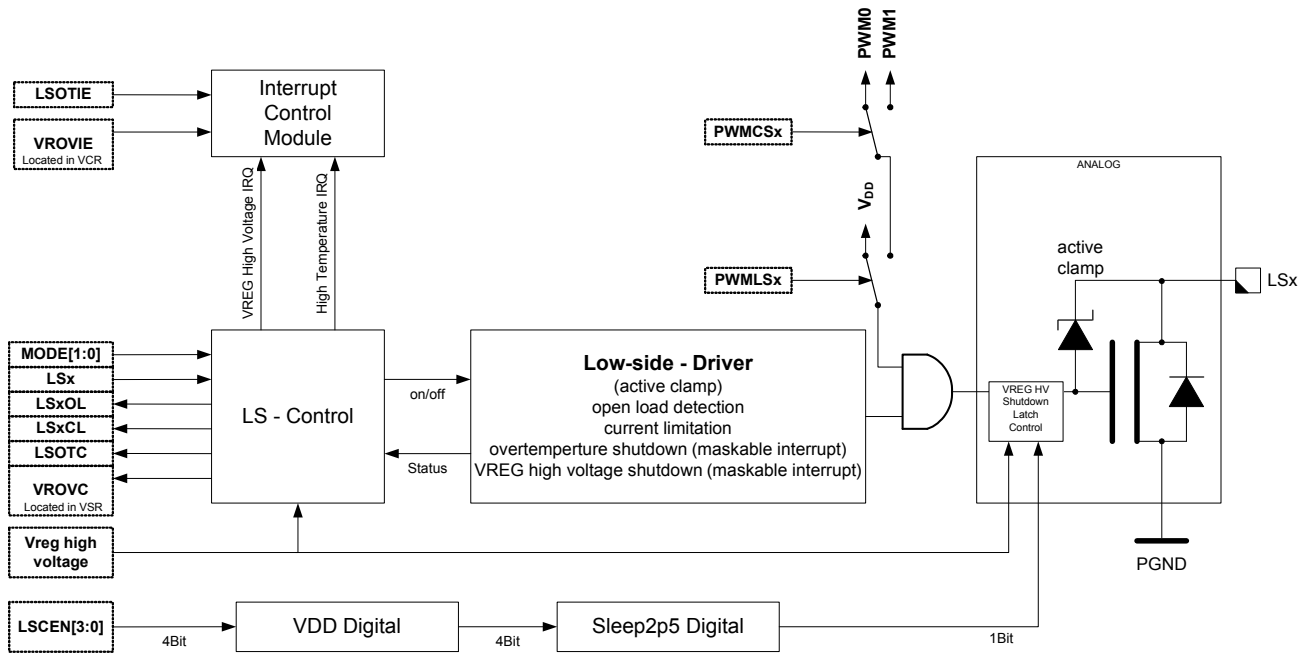 PWM0
PWM1
LSOTIE
VROVIE
Located in VCR
Interrupt
Control
Module
PWMCSx
ANALOG
VREG High Voltage IRQ
High Temperature IRQ
VDD
active
clamp
LSx
PWMLSx
MODE[1:0]
LSx
LSxOL
LSxCL
LSOTC
VROVC
Located in VSR
Vreg high
voltage
LS - Control
on/off
Status
Low-side - Driver
(active clamp)
open load detection
current limitation
overtemperture shutdown (maskable interrupt)
VREG high voltage shutdown (maskable interrupt)
VREG HV
Shutdown
Latch
Control
PGND
LSCEN[3:0]
4Bit
VDD Digital
4Bit
Sleep2p5 Digital
1Bit